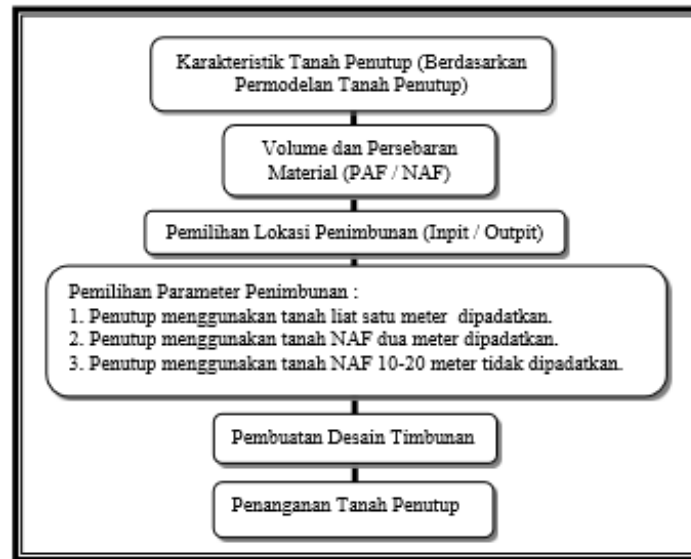 Karakteristik Tanah Penutup (Berdasarkan
Permodelan Tanah Penutup)
Volume dan Persebaran
Material (PAF / NAF)
Pemilihan Lokasi Penimbunan (Inpit / Outpit)
Pemilihan Parameter Penimbunan :
1. Penutup menggunakan tanah liat satu meter dipadatkan.
2. Penutup menggunakan tanah NAF dua meter dipadatkan.
3. Penutup menggunakan tanah NAF 10-20 meter tidak dipadatkan.
Pembuatan Desain Timbunan
Penanganan Tanah Penutup